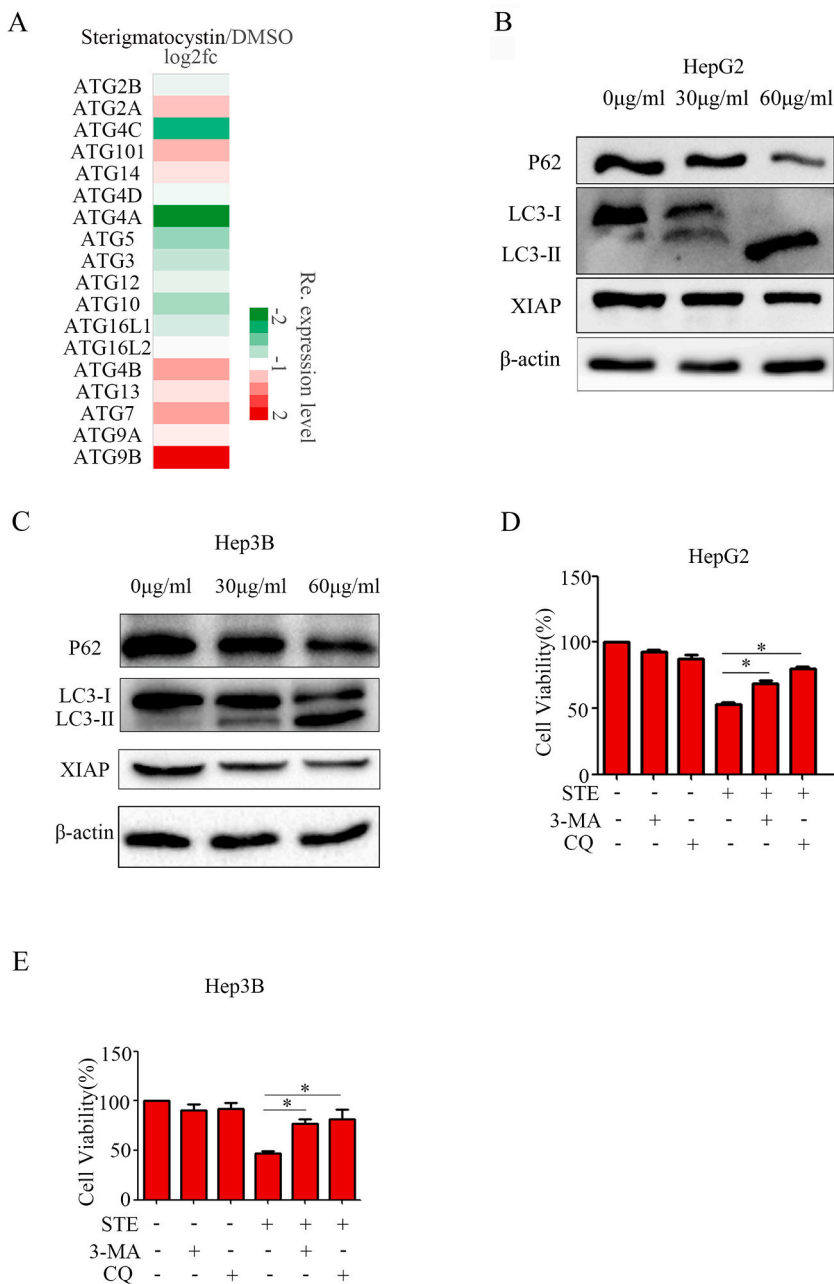 A
Sterigmatocystin/DMSO
log2fc
ATG2B
ATG2A
ATG4C
ATG101
ATG14
ATG4D
ATG4A
ATG5
ATG3
ATG12
ATG10
ATG16L1
ATG16L2
ATG4B
ATG13
ATG7
ATG9A
ATG9B
-2
-1
2
Re. expression level
B
HepG2
0μg/ml 30μg/ml 60μg/ml
P62
LC3-I
LC3-II
XIAP
β-actin
C
Hep3B
0μg/ml 30μg/ml 60μg/ml
P62
LC3-I
LC3-II
XIAP
β-actin
D
HepG2
Cell Viability(%)
150
100
50
0
*
*
STE - - - + + +
3-MA - + - - + -
CQ - - + - - +
E
Hep3B
Cell Viability(%)
150
100
50
0
*
*
STE - - - + + +
3-MA - + - - + -
CQ - - + - - +